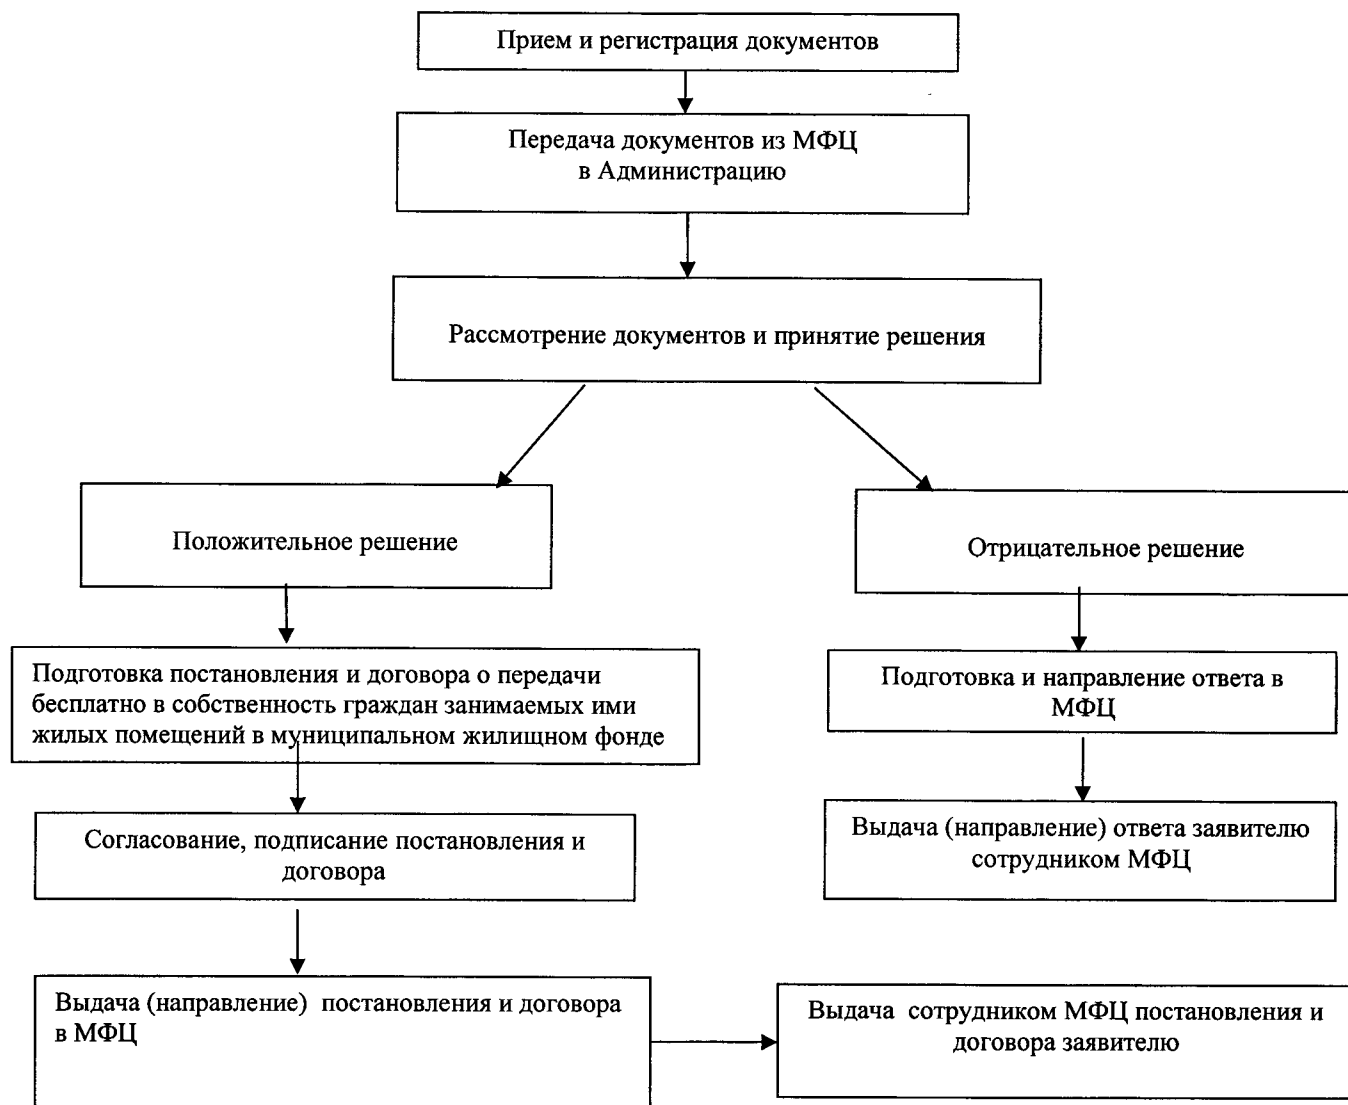 Прием и регистрация документов
Передача документов из МФЦ
в Администрацию
Рассмотрение документов и принятие решения
Положительное решение
Отрицательное решение
Подготовка постановления и договора о передачи
бесплатно в собственность граждан занимаемых ими
жилых помещений в муниципальном жилищном фонде
Подготовка и направление ответа в
МФЦ
Согласование, подписание постановления и
договора
Выдача (направление) ответа заявителю
сотрудником МФЦ
Выдача (направление) постановления и договора
в МФЦ
Выдача сотрудником МФЦ постановления и
договора заявителю